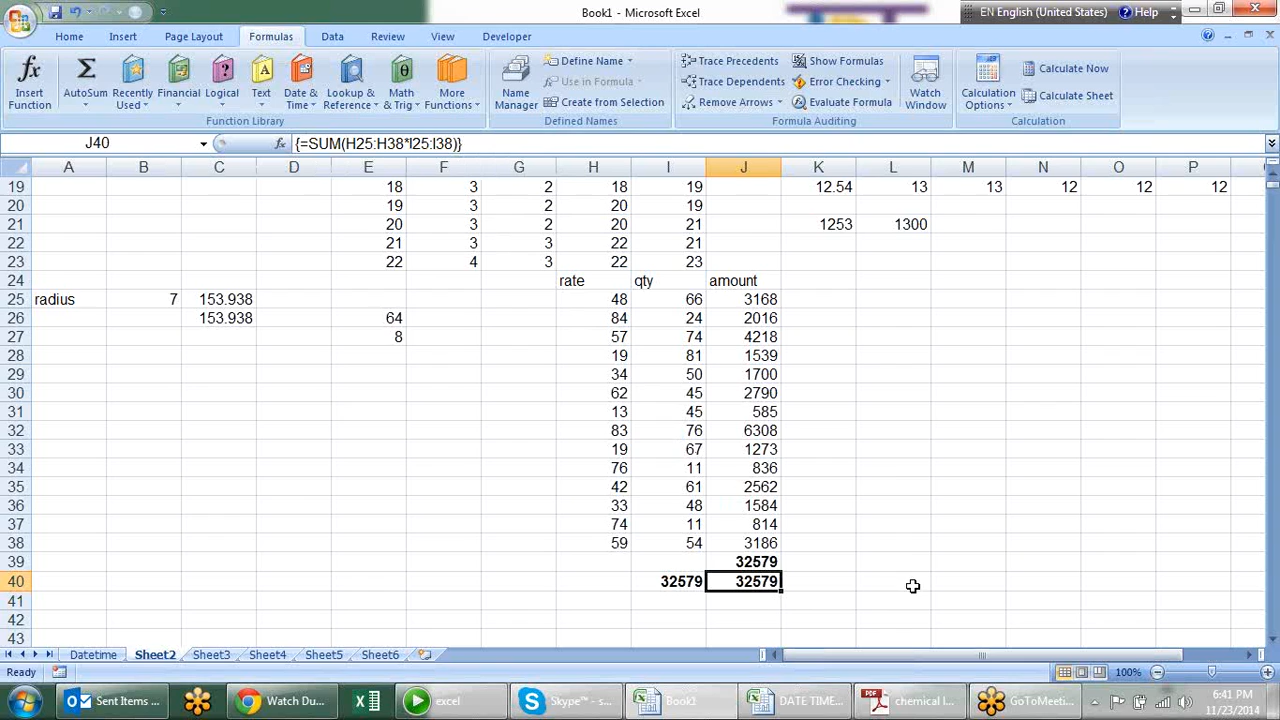 Book1 - Microsoft Excel
EN English (United States) Help
Home Insert Page Layout Formulas Data Review View Developer
Insert Function
AutoSum
Recently Used
Financial
Logical
Text
Date & Time
Lookup & Reference
Math & Trig
More Functions
Function Library
Name Manager
Define Name
Use in Formula
Create from Selection
Defined Names
Trace Precedents
Trace Dependents
Remove Arrows
Show Formulas
Error Checking
Evaluate Formula
Formula Auditing
Watch Window
Calculation Options
Calculate Now
Calculate Sheet
Calculation
J40 fx {=SUM(H25:H38*I25:I38)}
A B C D E F G H I J K L M N O P
19 18 3 2 18 19 12.54 13 13 12 12 12
20 19 3 2 20 19
21 20 3 2 20 21 1253 1300
22 21 3 3 22 21
23 22 4 3 22 23
24 rate qty amount
25 radius 7 153.938 48 66 3168
26 153.938 64 84 24 2016
27 8 57 74 4218
28 19 81 1539
29 34 50 1700
30 62 45 2790
31 13 45 585
32 83 76 6308
33 19 67 1273
34 76 11 836
35 42 61 2562
36 33 48 1584
37 74 11 814
38 59 54 3186
39 32579
40 32579 32579
41
42
43
Datetime Sheet2 Sheet3 Sheet4 Sheet5 Sheet6
Ready 100%
Sent Items ... Watch Du... excel Skype™ - s... Book1 DATE TIME... chemical l... GoToMeeti... 6:41 PM
11/23/2014